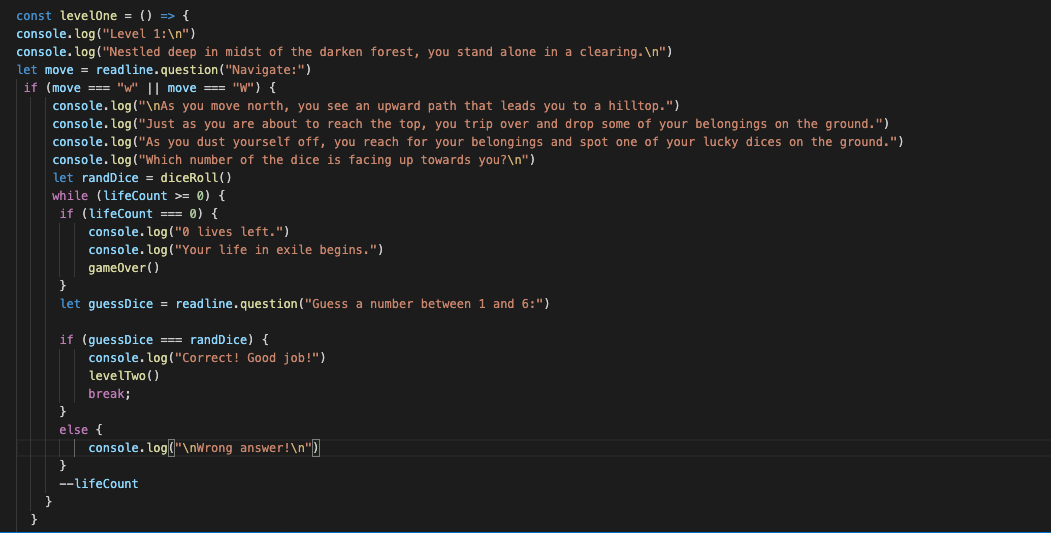 const levelOne = () => {
console.log("Level 1:\n")
console.log("Nestled deep in midst of the darken forest, you stand alone in a clearing.\n")
let move = readline.question("Navigate:")
if (move === "w" || move === "W") {
console.log("\nAs you move north, you see an upward path that leads you to a hilltop.")
console.log("Just as you are about to reach the top, you trip over and drop some of your belongings on the ground.")
console.log("As you dust yourself off, you reach for your belongings and spot one of your lucky dices on the ground.")
console.log("Which number of the dice is facing up towards you?\n")
let randDice = diceRoll()
while (lifeCount >= 0) {
if (lifeCount === 0) {
console.log("0 lives left.")
console.log("Your life in exile begins.")
gameOver()
}
let guessDice = readline.question("Guess a number between 1 and 6:")
if (guessDice === randDice) {
console.log("Correct! Good job!")
levelTwo()
break;
}
else {
console.log("\nWrong answer!\n")
}
--lifeCount
}
}